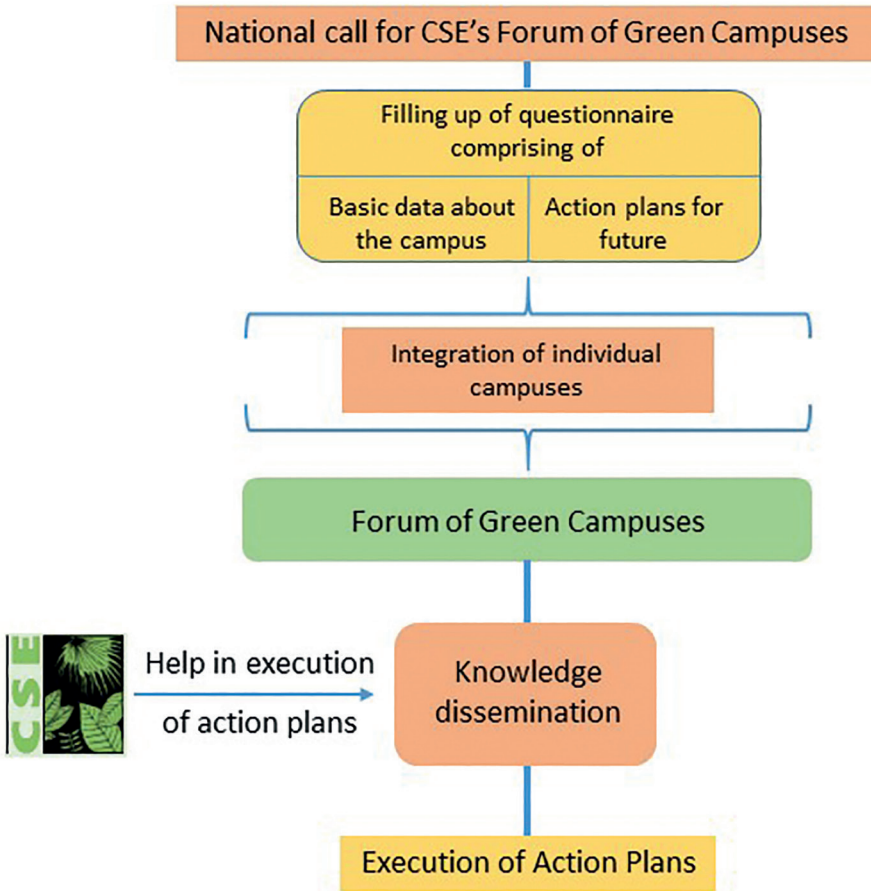 National call for CSE’s Forum of Green Campuses
Filling up of questionnaire
comprising of
Basic data about
the campus
Action plans for
future
Integration of individual
campuses
Forum of Green Campuses
CSE
Help in execution
of action plans
Knowledge
dissemination
Execution of Action Plans